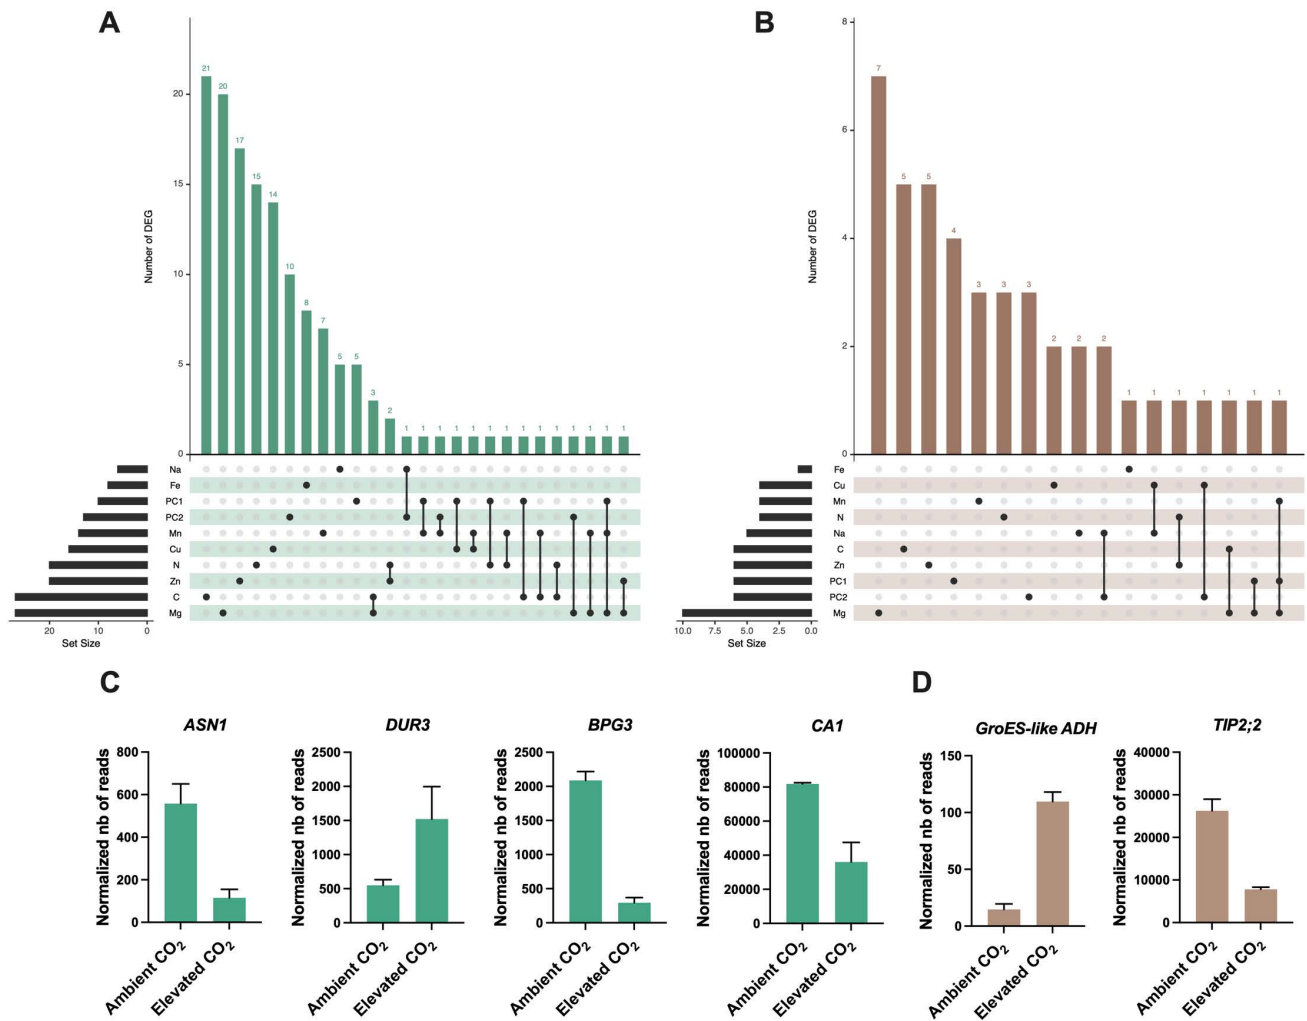 A
B
21
20
17
15
14
10
8
7
5
5
3
2
1
1
1
1
1
1
1
1
1
1
1
1
1
1
20
15
10
5
0
Number of DEG
Na
Fe
PC1
PC2
Mn
Cu
N
Zn
C
Mg
20
10
0
Set Size
7
5
5
4
3
3
3
2
2
2
1
1
1
1
1
1
1
8
6
4
2
0
Number of DEG
Fe
Cu
Mn
N
Na
C
Zn
PC1
PC2
Mg
10.0
7.5
5.0
2.5
0.0
Set Size
C
D
ASN1
800
600
400
200
0
Normalized nb of reads
Ambient CO2
Elevated CO2
DUR3
2500
2000
1500
1000
500
0
Normalized nb of reads
Ambient CO2
Elevated CO2
BPG3
2500
2000
1500
1000
500
0
Normalized nb of reads
Ambient CO2
Elevated CO2
CA1
100000
80000
60000
40000
20000
0
Normalized nb of reads
Ambient CO2
Elevated CO2
GroES-like ADH
150
100
50
0
Normalized nb of reads
Ambient CO2
Elevated CO2
TIP2;2
40000
30000
20000
10000
0
Normalized nb of reads
Ambient CO2
Elevated CO2